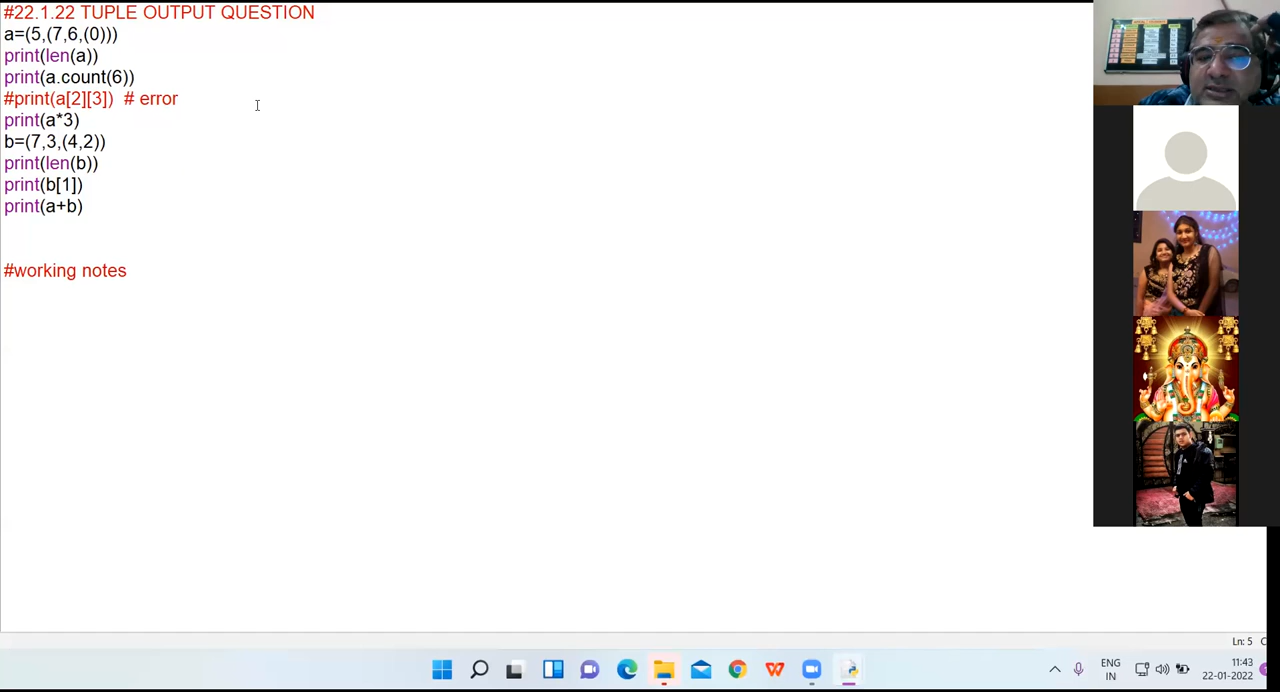 #22.1.22 TUPLE OUTPUT QUESTION
a=(5,(7,6,(0)))
print(len(a))
print(a.count(6))
#print(a[2][3])  # error
print(a*3)
b=(7,3,(4,2))
print(len(b))
print(b[1])
print(a+b)
#working notes
Ln: 5
ENG
IN
11:43
22-01-2022